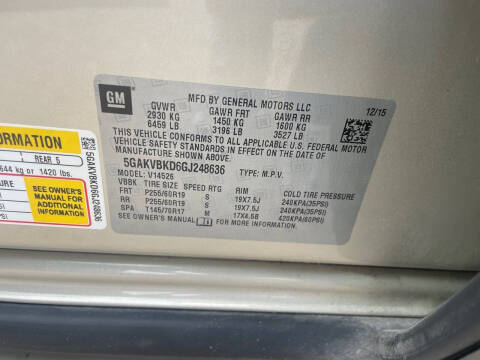 GM
MFD BY GENERAL MOTORS LLC
GVWR GAWR FRT GAWR RR
2930 KG 1450 KG 1600 KG
6459 LB 3196 LB 3527 LB
12/15
THIS VEHICLE CONFORMS TO ALL APPLICABLE U.S. FEDERAL MOTOR
VEHICLE SAFETY STANDARDS IN EFFECT ON THE DATE OF
MANUFACTURE SHOWN ABOVE.
5GAKVBKD6GJ248636 TYPE: M.P.V.
MODEL: V14526
VBBK TIRE SIZE SPEED RTG RIM COLD TIRE PRESSURE
FRT P255/60R19 S 19X7.5J 240KPA(35PSI)
RR P255/60R19 S 19X7.5J 240KPA(35PSI)
SPA T145/70R17 M 17X4.5B 420KPA(60PSI)
SEE OWNER'S MANUAL FOR MORE INFORMATION.
ORMATION
1 REAR 5
644 kg or 1420 lbs.
URE
SEE OWNER'S
MANUAL FOR
ADDITIONAL
INFORMATION
5GAKVBKD6GJ248636